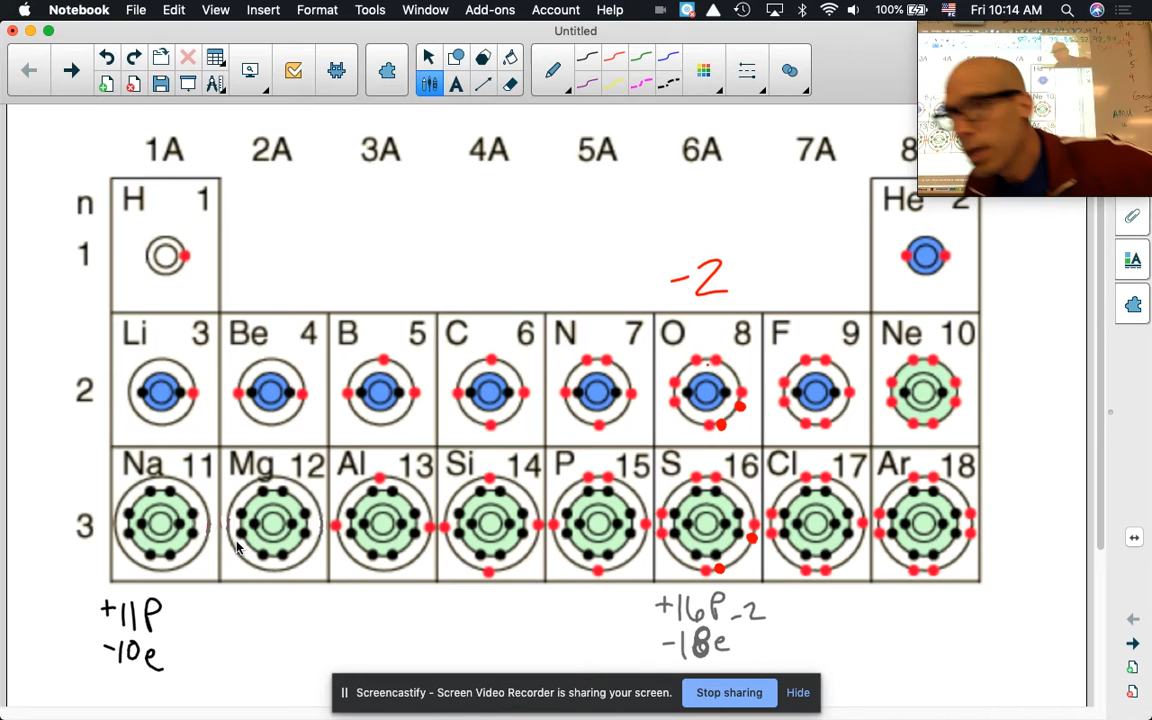 Notebook File Edit View Insert Format Tools Window Add-ons Account Help 100% Fri 10:14 AM
Untitled
1A 2A 3A 4A 5A 6A 7A 8
n H 1 He 2
1
-2
Li 3 Be 4 B 5 C 6 N 7 O 8 F 9 Ne 10
2
Na 11 Mg 12 Al 13 Si 14 P 15 S 16 Cl 17 Ar 18
3
+11P +16P -2
-10e -18e
Screencastify - Screen Video Recorder is sharing your screen. Stop sharing Hide